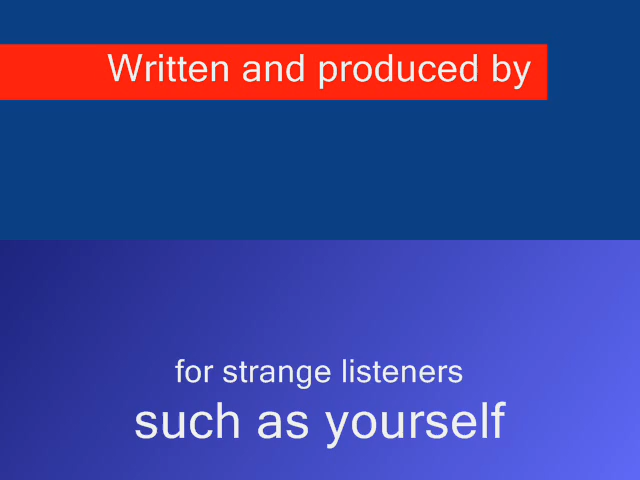 Written and produced by
for strange listeners
such as yourself